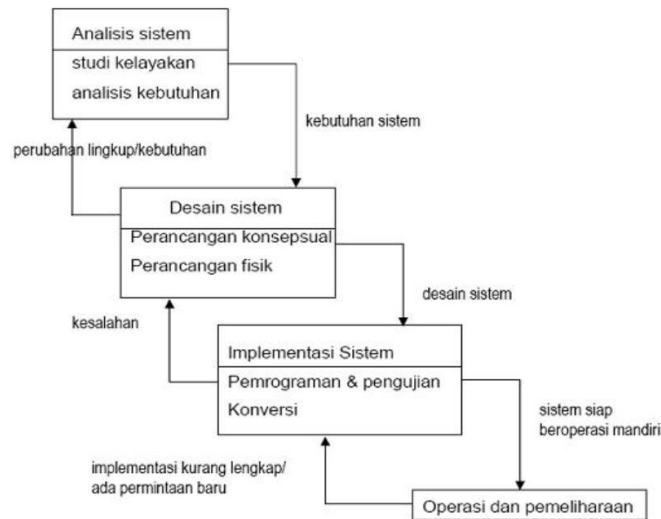 Analisis sistem
studi kelayakan
analisis kebutuhan
kebutuhan sistem
perubahan lingkup/kebutuhan
Desain sistem
Perancangan konsepsual
Perancangan fisik
desain sistem
kesalahan
Implementasi Sistem
Pemrograman & pengujian
Konversi
sistem siap
beroperasi mandiri
implementasi kurang lengkap/
ada permintaan baru
Operasi dan pemeliharaan